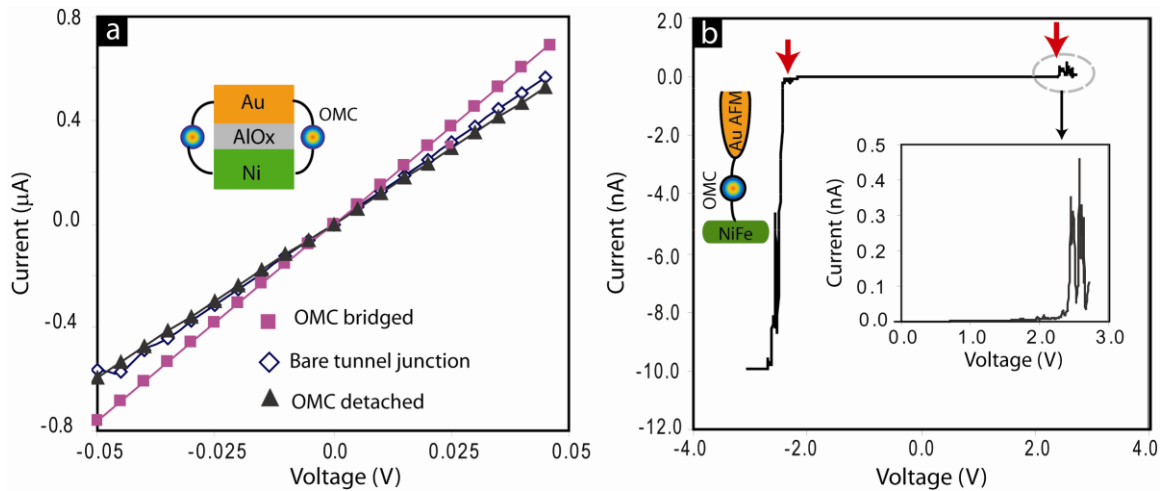 a
0.8
0.4
0.0
-0.4
-0.8
Current (µA)
Au
AlOx
Ni
OMC
OMC bridged
Bare tunnel junction
OMC detached
-0.05
-0.025
0.0
0.025
0.05
Voltage (V)
b
2.0
0.0
-2.0
-4.0
-6.0
-8.0
-10.0
-12.0
Current (nA)
Au AFM
OMC
NiFe
0.5
0.4
0.3
0.2
0.1
0.0
Current (nA)
0.0
1.0
2.0
3.0
Voltage (V)
-4.0
-2.0
0.0
2.0
4.0
Voltage (V)